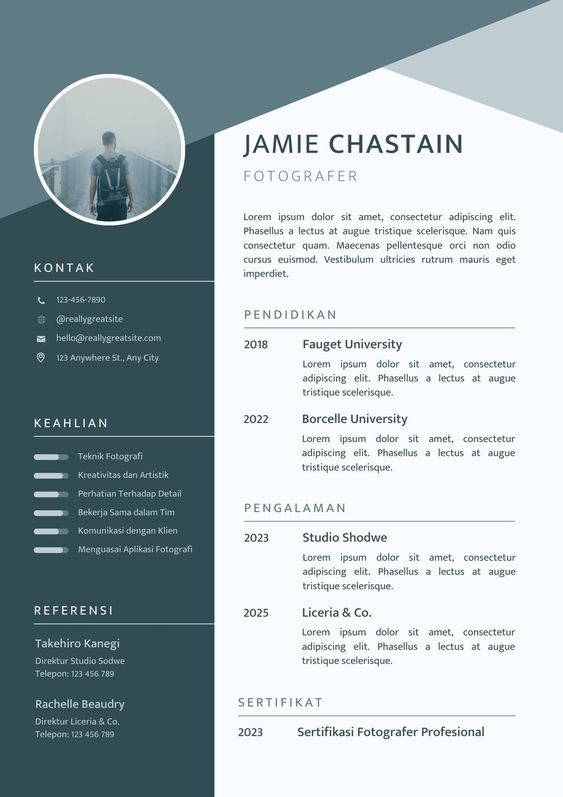 JAMIE CHASTAIN
FOTOGRAFER
Lorem ipsum dolor sit amet, consectetur adipiscing elit.
Phasellus a lectus at augue tristique scelerisque. Nam quis
consectetur quam. Maecenas pellentesque orci non odio
cursus euismod. Vestibulum ultricies rutrum mauris eget
imperdiet.
KONTAK
123-456-7890
@reallygreatsite
hello@reallygreatsite.com
123 Anywhere St., Any City
KEAHLIAN
Teknik Fotografi
Kreativitas dan Artistik
Perhatian Terhadap Detail
Bekerja Sama dalam Tim
Komunikasi dengan Klien
Menguasai Aplikasi Fotografi
REFERENSI
Takehiro Kanegi
Direktur Studio Sodwe
Telepon: 123 456 789
Rachelle Beaudry
Direktur Liceria & Co.
Telepon: 123 456 789
PENDIDIKAN
2018 Fauget University
Lorem ipsum dolor sit amet, consectetur
adipiscing elit. Phasellus a lectus at augue
tristique scelerisque.
2022 Borcelle University
Lorem ipsum dolor sit amet, consectetur
adipiscing elit. Phasellus a lectus at augue
tristique scelerisque.
PENGALAMAN
2023 Studio Shodwe
Lorem ipsum dolor sit amet, consectetur
adipiscing elit. Phasellus a lectus at augue
tristique scelerisque.
2025 Liceria & Co.
Lorem ipsum dolor sit amet, consectetur
adipiscing elit. Phasellus a lectus at augue
tristique scelerisque.
SERTIFIKAT
2023 Sertifikasi Fotografer Profesional